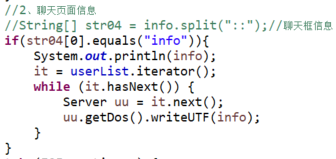 //2、聊天页面信息
//String[] str04 = info.split("::");//聊天框信息
if(str04[0].equals("info")){
System.out.println(info);
it = userList.iterator();
while (it.hasNext()) {
Server uu = it.next();
uu.getDos().writeUTF(info);
}
}